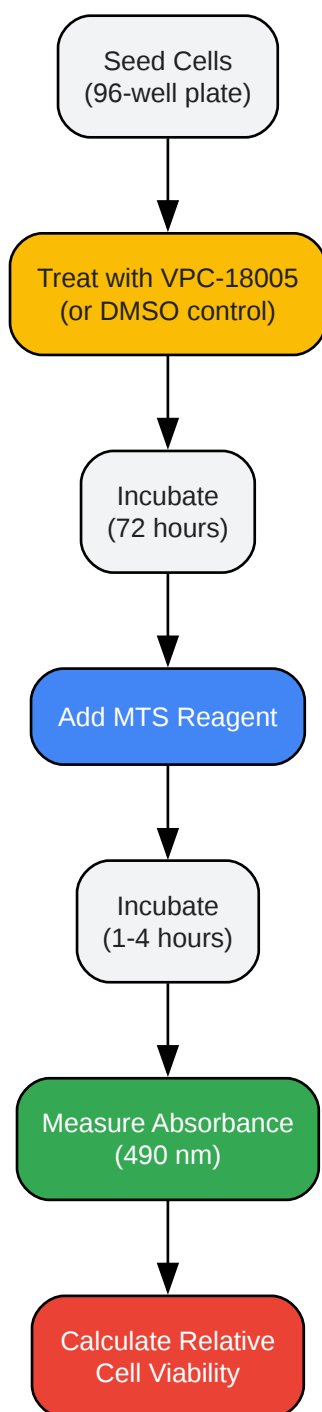 Seed Cells
(96-well plate)
Treat with VPC-18005
(or DMSO control)
Incubate
(72 hours)
Add MTS Reagent
Incubate
(1-4 hours)
Measure Absorbance
(490 nm)
Calculate Relative
Cell Viability